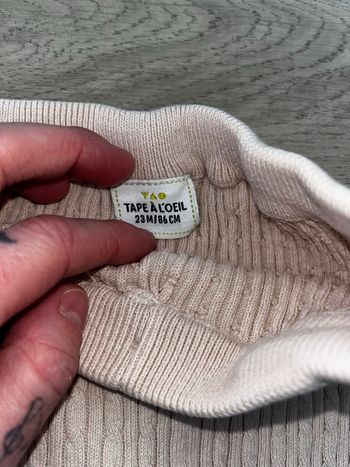 TAO
TAPE À L'OEIL
23M/86CM